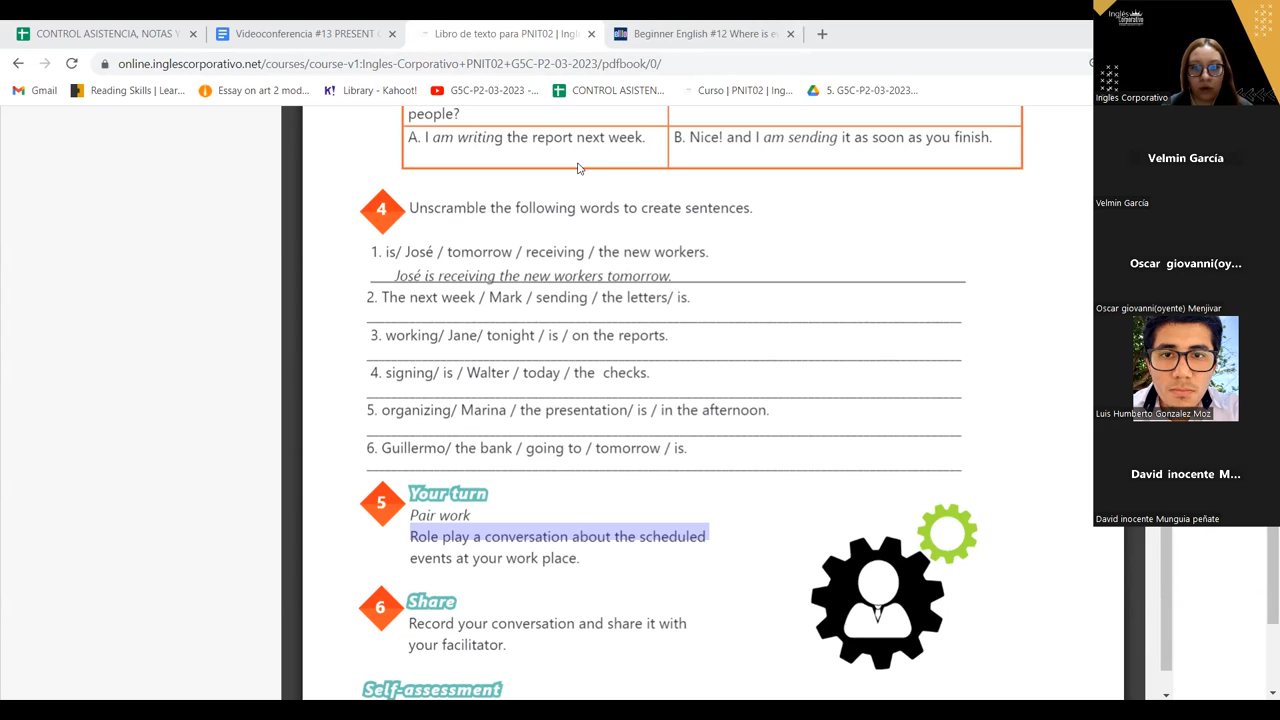 CONTROL ASISTENCIA, NOTAS Y
Videoconferencia #13 PRESENT C
Libro de texto para PNIT02 | Ingl
Beginner English #12 Where is e
online.inglescorporativo.net/courses/course-v1:Ingles-Corporativo+PNIT02+G5C-P2-03-2023/pdfbook/0/
Gmail
Reading Skills | Lear...
Essay on art 2 mod...
Library - Kahoot!
G5C-P2-03-2023 -...
CONTROL ASISTEN...
Curso | PNIT02 | Ing...
5. G5C-P2-03-2023...
people?
A. I am writing the report next week.
B. Nice! and I am sending it as soon as you finish.
4
Unscramble the following words to create sentences.
1. is/ José / tomorrow / receiving / the new workers.
José is receiving the new workers tomorrow.
2. The next week / Mark / sending / the letters/ is.
3. working/ Jane/ tonight / is / on the reports.
4. signing/ is / Walter / today / the checks.
5. organizing/ Marina / the presentation/ is / in the afternoon.
6. Guillermo/ the bank / going to / tomorrow / is.
5
Your turn
Pair work
Role play a conversation about the scheduled
events at your work place.
6
Share
Record your conversation and share it with
your facilitator.
Self-assessment
Inglés
Corporativo
Ingles Corporativo
Velmin García
Velmin García
Oscar giovanni(oy...
Oscar giovanni(oyente) Menjivar
Luis Humberto Gonzalez Moz
David inocente M...
David inocente Munguia peñate